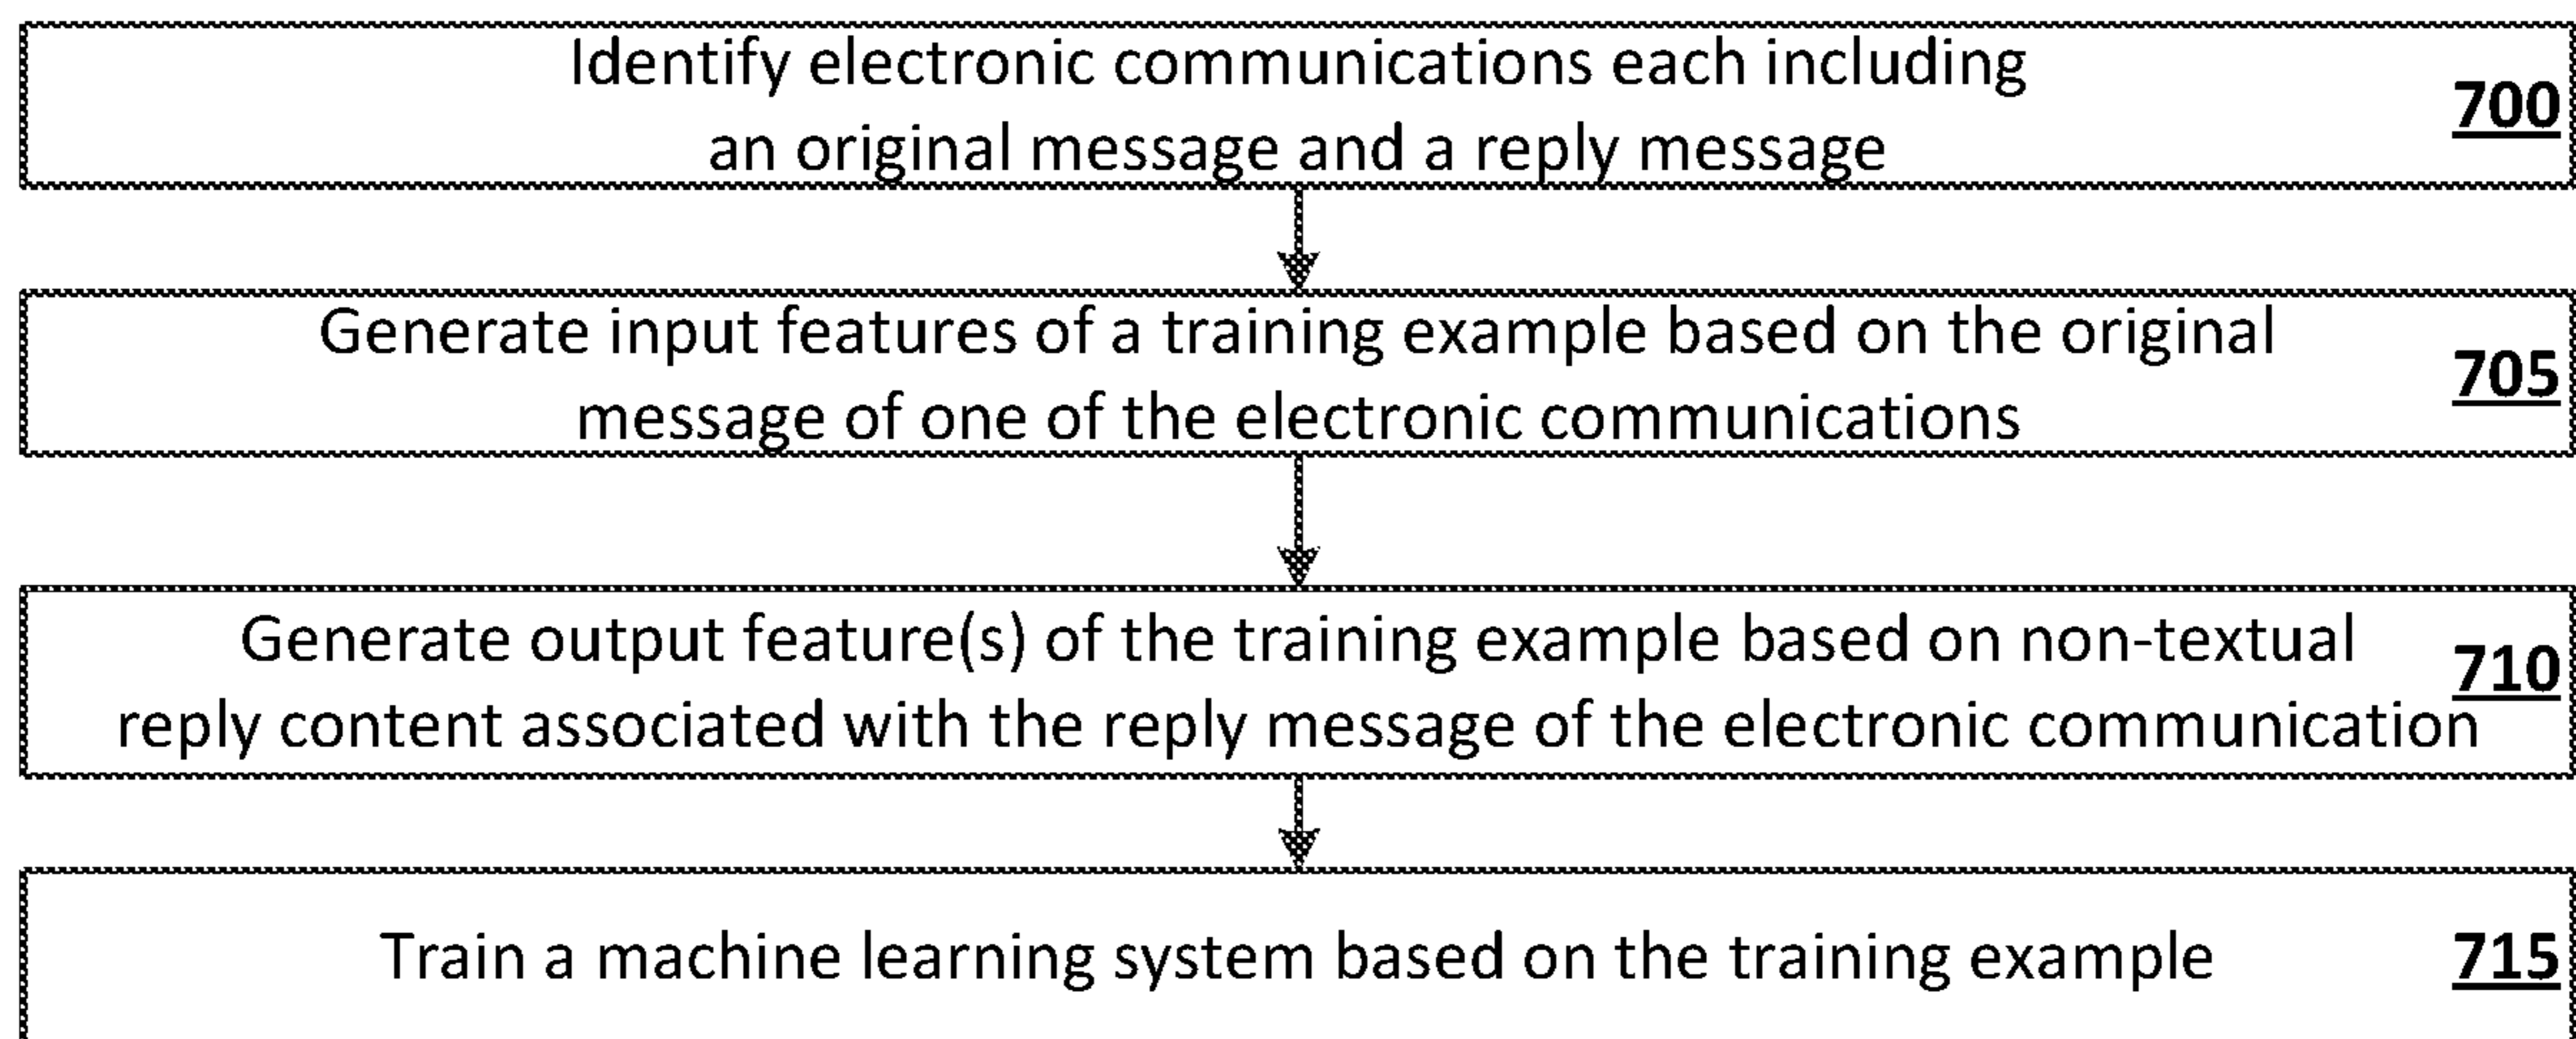 Identify electronic communications each including
an original message and a reply message
700
Generate input features of a training example based on the original
message of one of the electronic communications
705
Generate output feature(s) of the training example based on non-textual
reply content associated with the reply message of the electronic communication
710
Train a machine learning system based on the training example
715